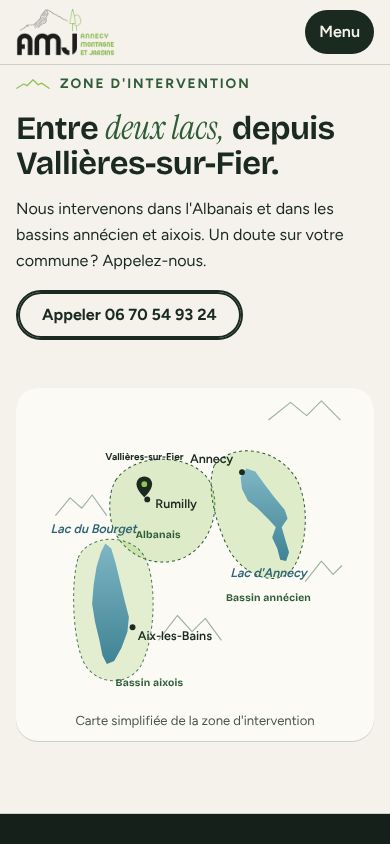 AMJ ANNECY
MONTAGNE
ET JARDINS
Menu
ZONE D'INTERVENTION
Entre deux lacs, depuis
Vallières-sur-Fier.
Nous intervenons dans l'Albanais et dans les
bassins annécien et aixois. Un doute sur votre
commune ? Appelez-nous.
Appeler 06 70 54 93 24
Vallières-sur-Fier
Annecy
Rumilly
Lac du Bourget
Albanais
Lac d'Annecy
Bassin annécien
Aix-les-Bains
Bassin aixois
Carte simplifiée de la zone d'intervention